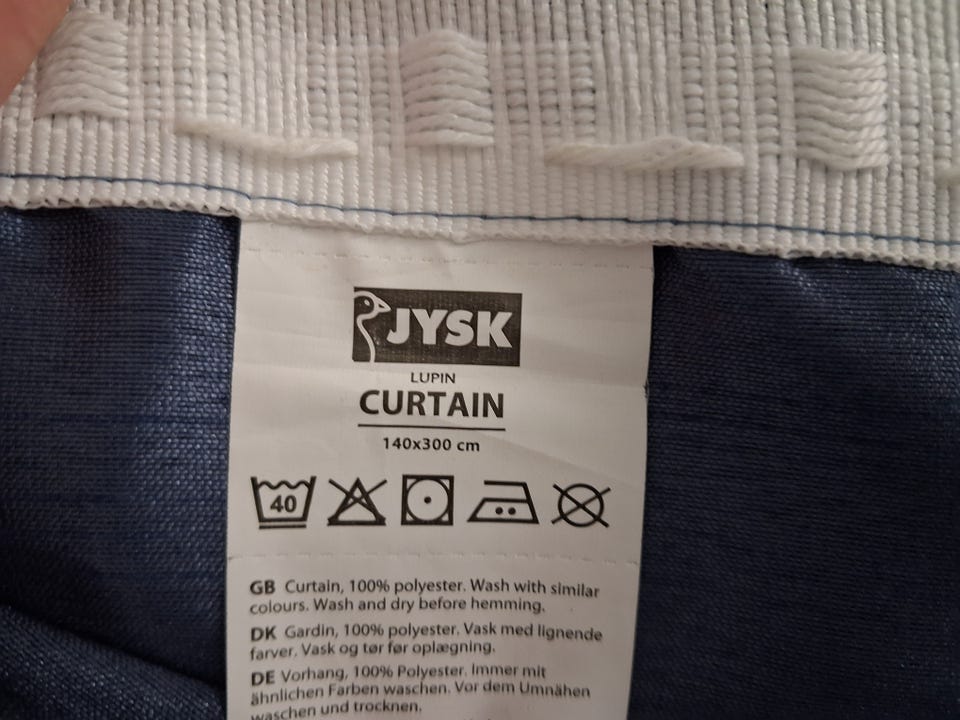 JYSK
LUPIN
CURTAIN
140x300 cm
40
GB Curtain, 100% polyester. Wash with similar
colours. Wash and dry before hemming.
DK Gardin, 100% polyester. Vask med lignende
farver. Vask og tør før oplægning.
DE Vorhang, 100% Polyester. Immer mit
ähnlichen Farben waschen. Vor dem Umnähen
waschen und trocknen.